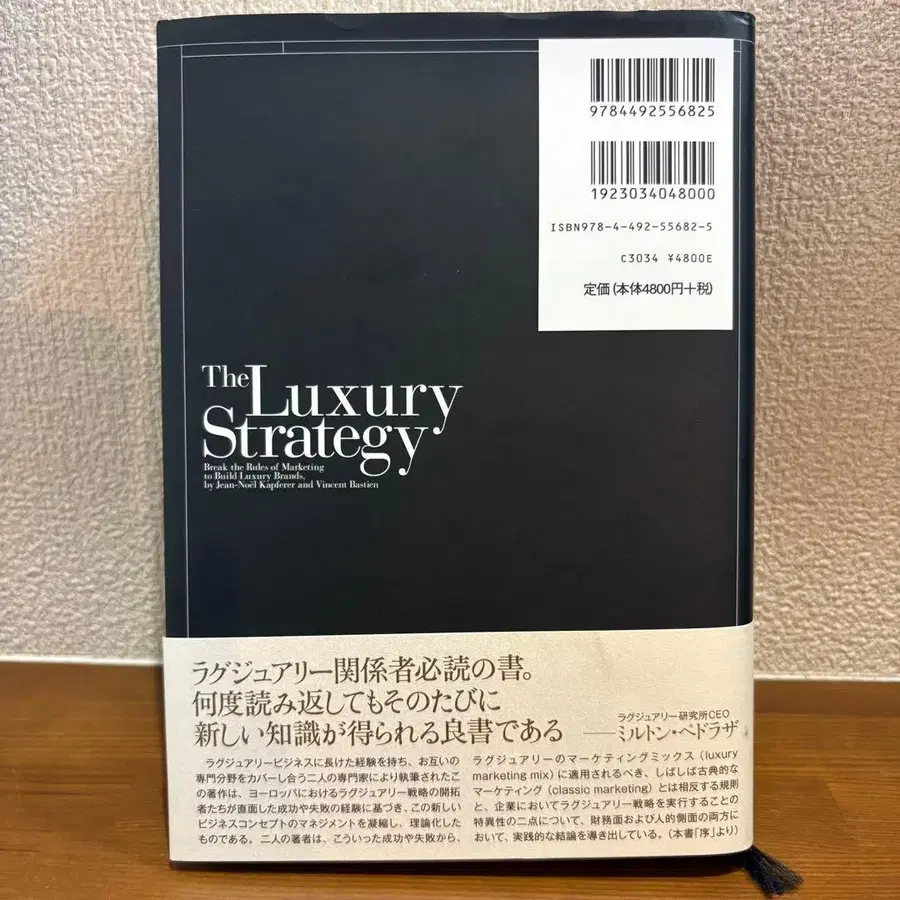 9784492556825
1923034048000
ISBN978-4-492-55682-5
C3034 ¥4800E
定価(本体4800円+税)
The Luxury
Strategy
Break the Rules of Marketing
to Build Luxury Brands,
by Jean-Noël Kapferer and Vincent Bastien
ラグジュアリー関係者必読の書。
何度読み返してもそのたびに
新しい知識が得られる良書である
ラグジュアリー研究所CEO
──ミルトン・ペドラザ
ラグジュアリービジネスに長けた経験を持ち、お互いの
専門分野をカバーし合う二人の専門家により執筆されたこ
の著作は、ヨーロッパにおけるラグジュアリー戦略の開拓
者たちが直面した成功や失敗の経験に基づき、この新しい
ビジネスコンセプトのマネジメントを凝縮し、理論化した
ものである。二人の著者は、こういった成功や失敗から、
ラグジュアリーのマーケティングミックス(luxury
marketing mix)に適用されるべき、しばしば古典的な
マーケティング(classic marketing)とは相反する規則
と、企業においてラグジュアリー戦略を実行することの
特異性の二点について、財務面および人的側面の両方に
おいて、実践的な結論を導き出している。(本書「序」より)